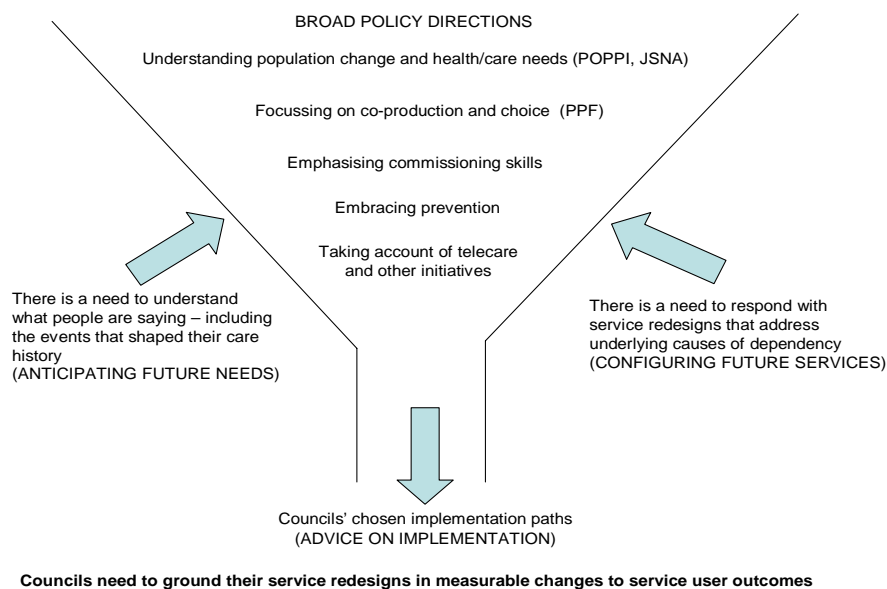 BROAD POLICY DIRECTIONS
Understanding population change and health/care needs (POPPI, JSNA)
Focussing on co-production and choice (PPF)
Emphasising commissioning skills
Embracing prevention
Taking account of telecare
and other initiatives
There is a need to understand
what people are saying – including
the events that shaped their care
history
(ANTICIPATING FUTURE NEEDS)
There is a need to respond with
service redesigns that address
underlying causes of dependency
(CONFIGURING FUTURE SERVICES)
Councils’ chosen implementation paths
(ADVICE ON IMPLEMENTATION)
Councils need to ground their service redesigns in measurable changes to service user outcomes